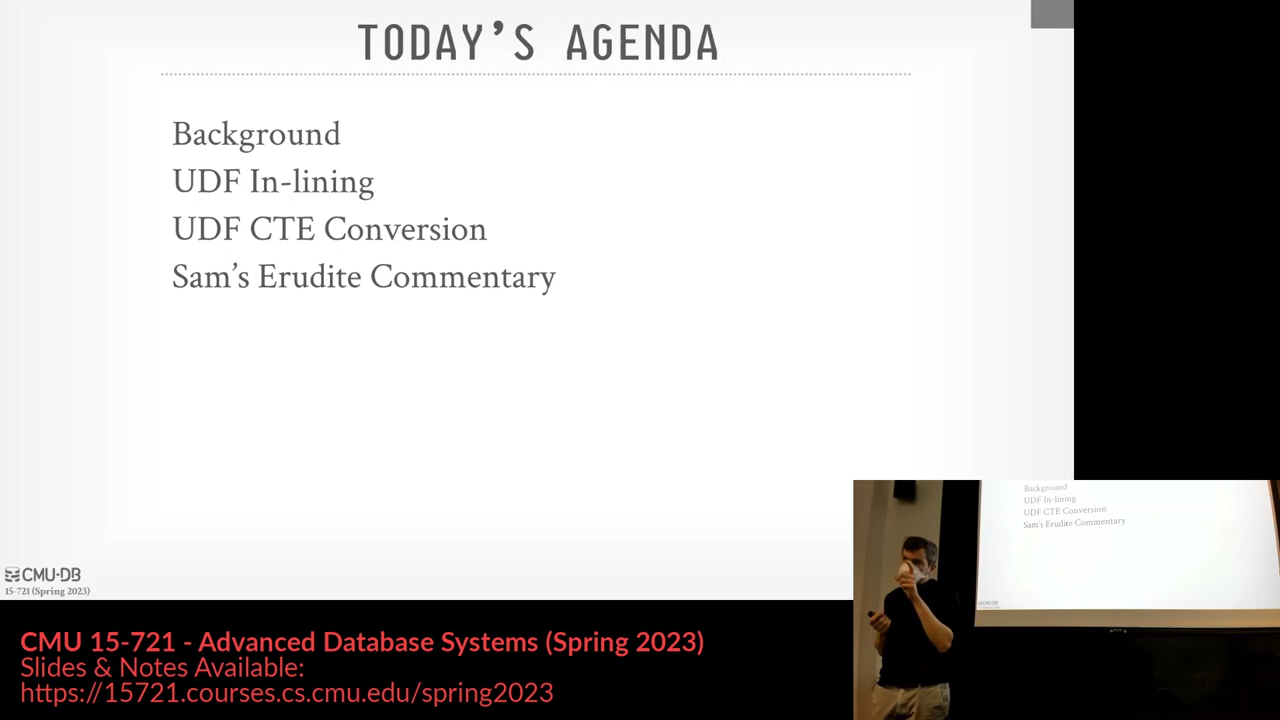 TODAY'S AGENDA
Background
UDF In-lining
UDF CTE Conversion
Sam's Erudite Commentary
CMU·DB
15-721 (Spring 2023)
Background
UDF In-lining
UDF CTE Conversion
Sam's Erudite Commentary
CMU 15-721 - Advanced Database Systems (Spring 2023)
Slides & Notes Available:
https://15721.courses.cs.cmu.edu/spring2023